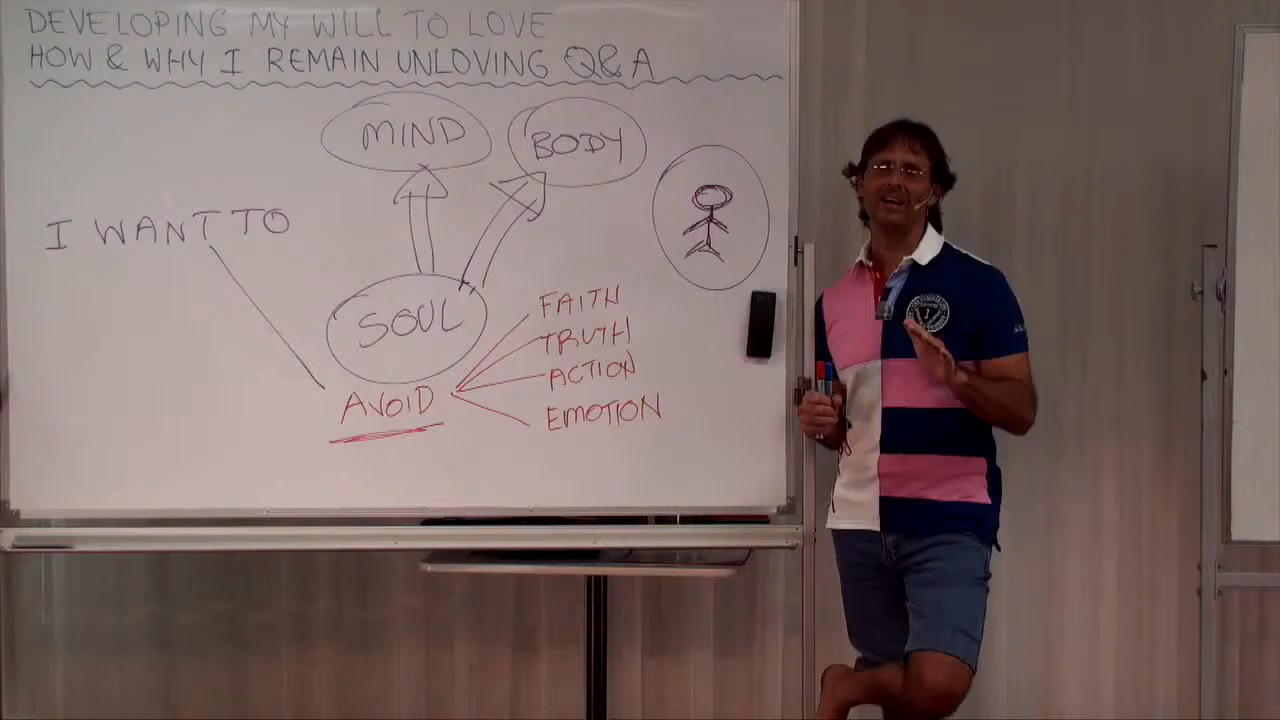 DEVELOPING MY WILL TO LOVE
HOW & WHY I REMAIN UNLOVING Q&A
MIND
BODY
I WANT TO
SOUL
FAITH
TRUTH
ACTION
AVOID
EMOTION